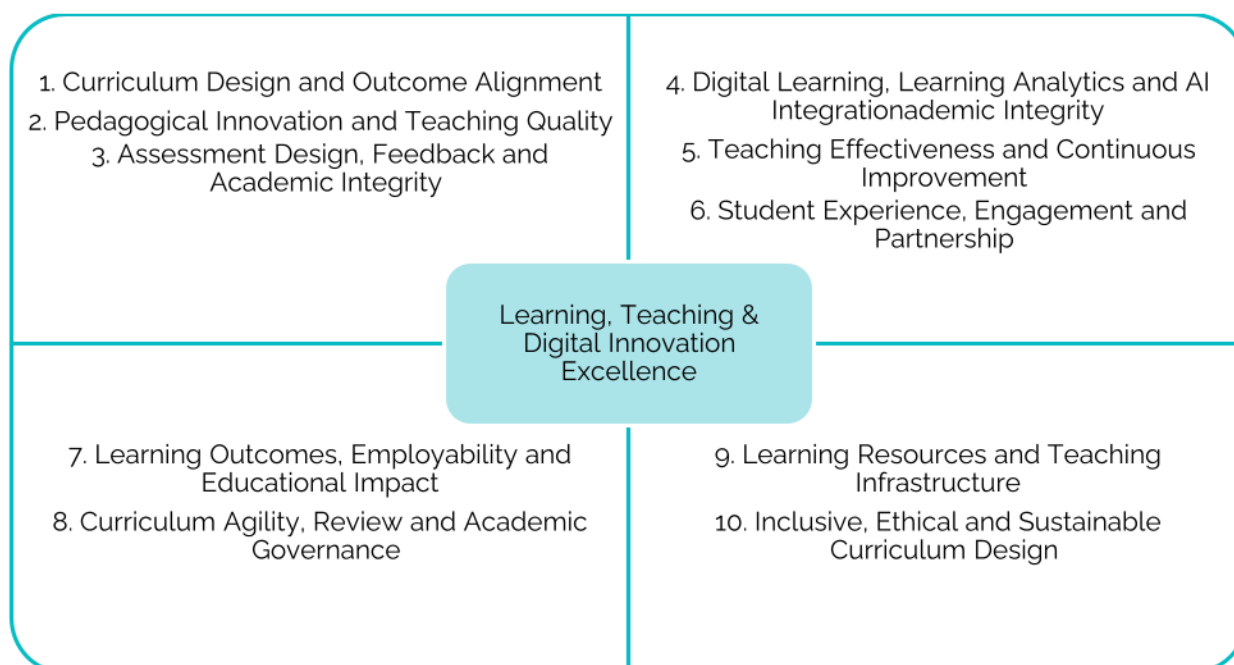 1. Curriculum Design and Outcome Alignment
2. Pedagogical Innovation and Teaching Quality
3. Assessment Design, Feedback and
Academic Integrity
4. Digital Learning, Learning Analytics and AI
Integrationademic Integrity
5. Teaching Effectiveness and Continuous
Improvement
6. Student Experience, Engagement and
Partnership
Learning, Teaching &
Digital Innovation
Excellence
7. Learning Outcomes, Employability and
Educational Impact
8. Curriculum Agility, Review and Academic
Governance
9. Learning Resources and Teaching
Infrastructure
10. Inclusive, Ethical and Sustainable
Curriculum Design